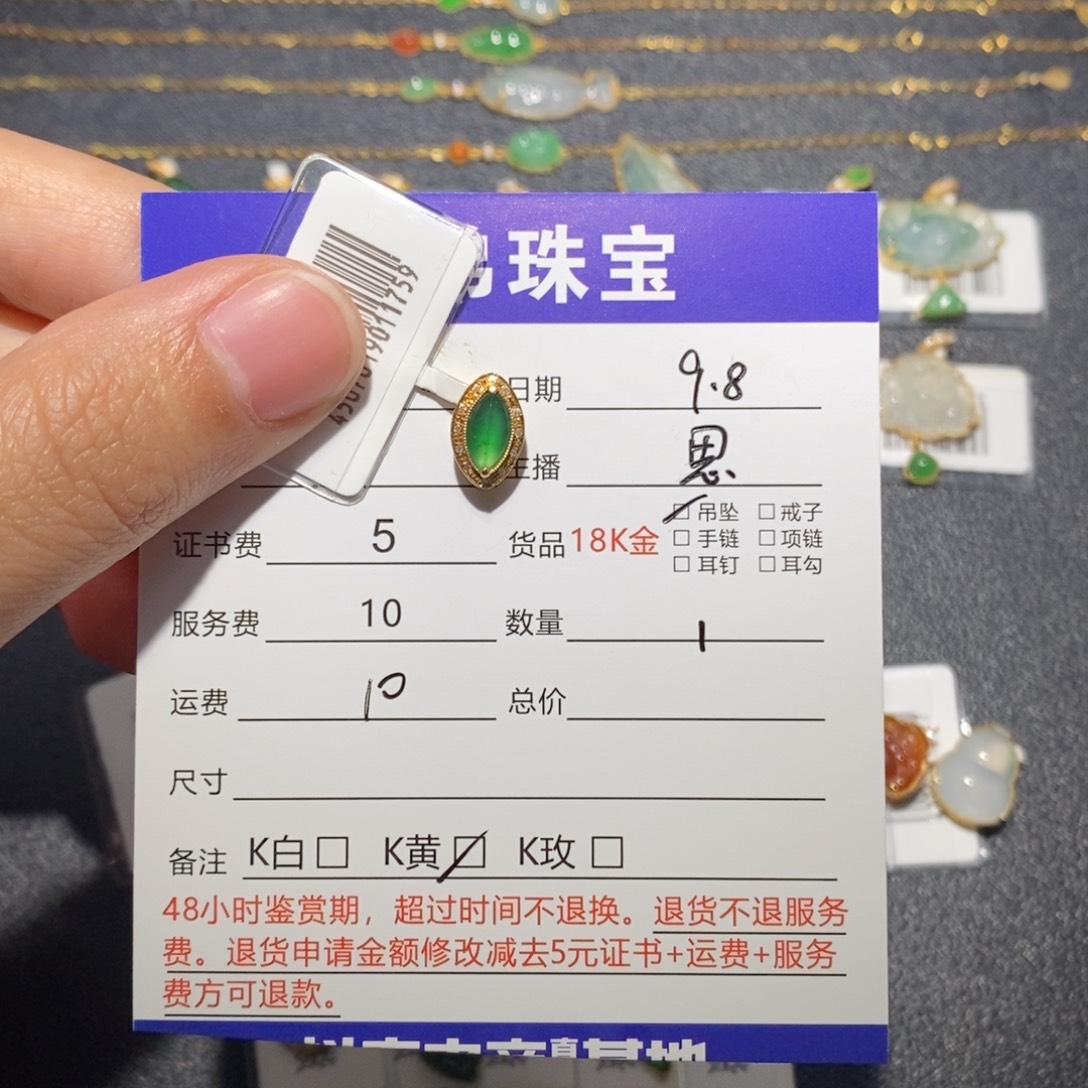 珠宝
日期 9.8
主播 恩
证书费 5 货品 18K金 ☑吊坠 □戒子
□手链 □项链
□耳钉 □耳勾
服务费 10 数量 1
运费 10 总价
尺寸
备注 K白□ K黄☑ K玫□
48小时鉴赏期，超过时间不退换。退货不退服务
费。退货申请金额修改减去5元证书+运费+服务
费方可退款。